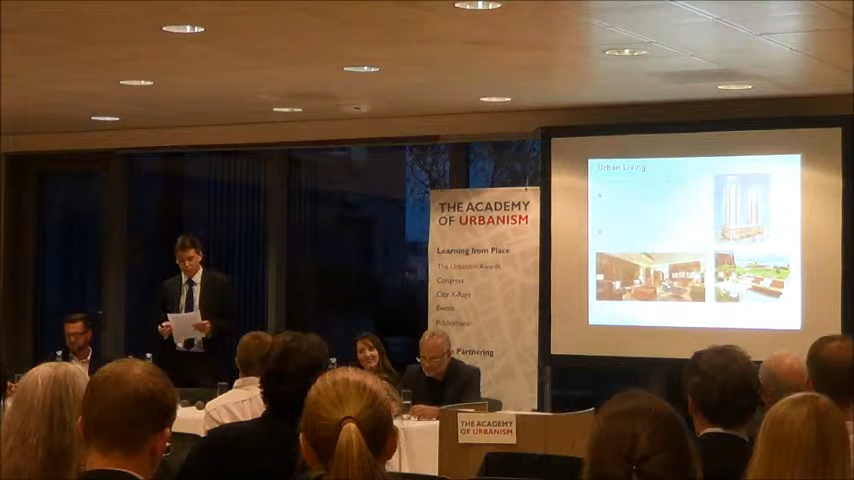 THE ACADEMY
OF URBANISM
Learning from Place
The Urbanism Awards
Congress
City X-Rays
Events
Publications
Partnering
Urban Living
THE ACADEMY
OF URBANISM